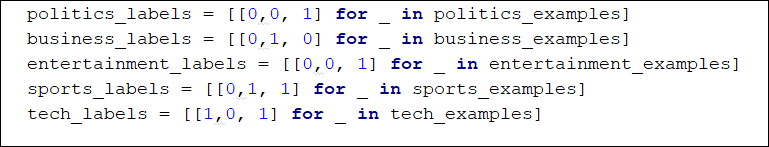 politics_labels = [[0,0, 1] for _ in politics_examples]
business_labels = [[0,1, 0] for _ in business_examples]
entertainment_labels = [[0,0, 1] for _ in entertainment_examples]
sports_labels = [[0,1, 1] for _ in sports_examples]
tech_labels = [[1,0, 1] for _ in tech_examples]